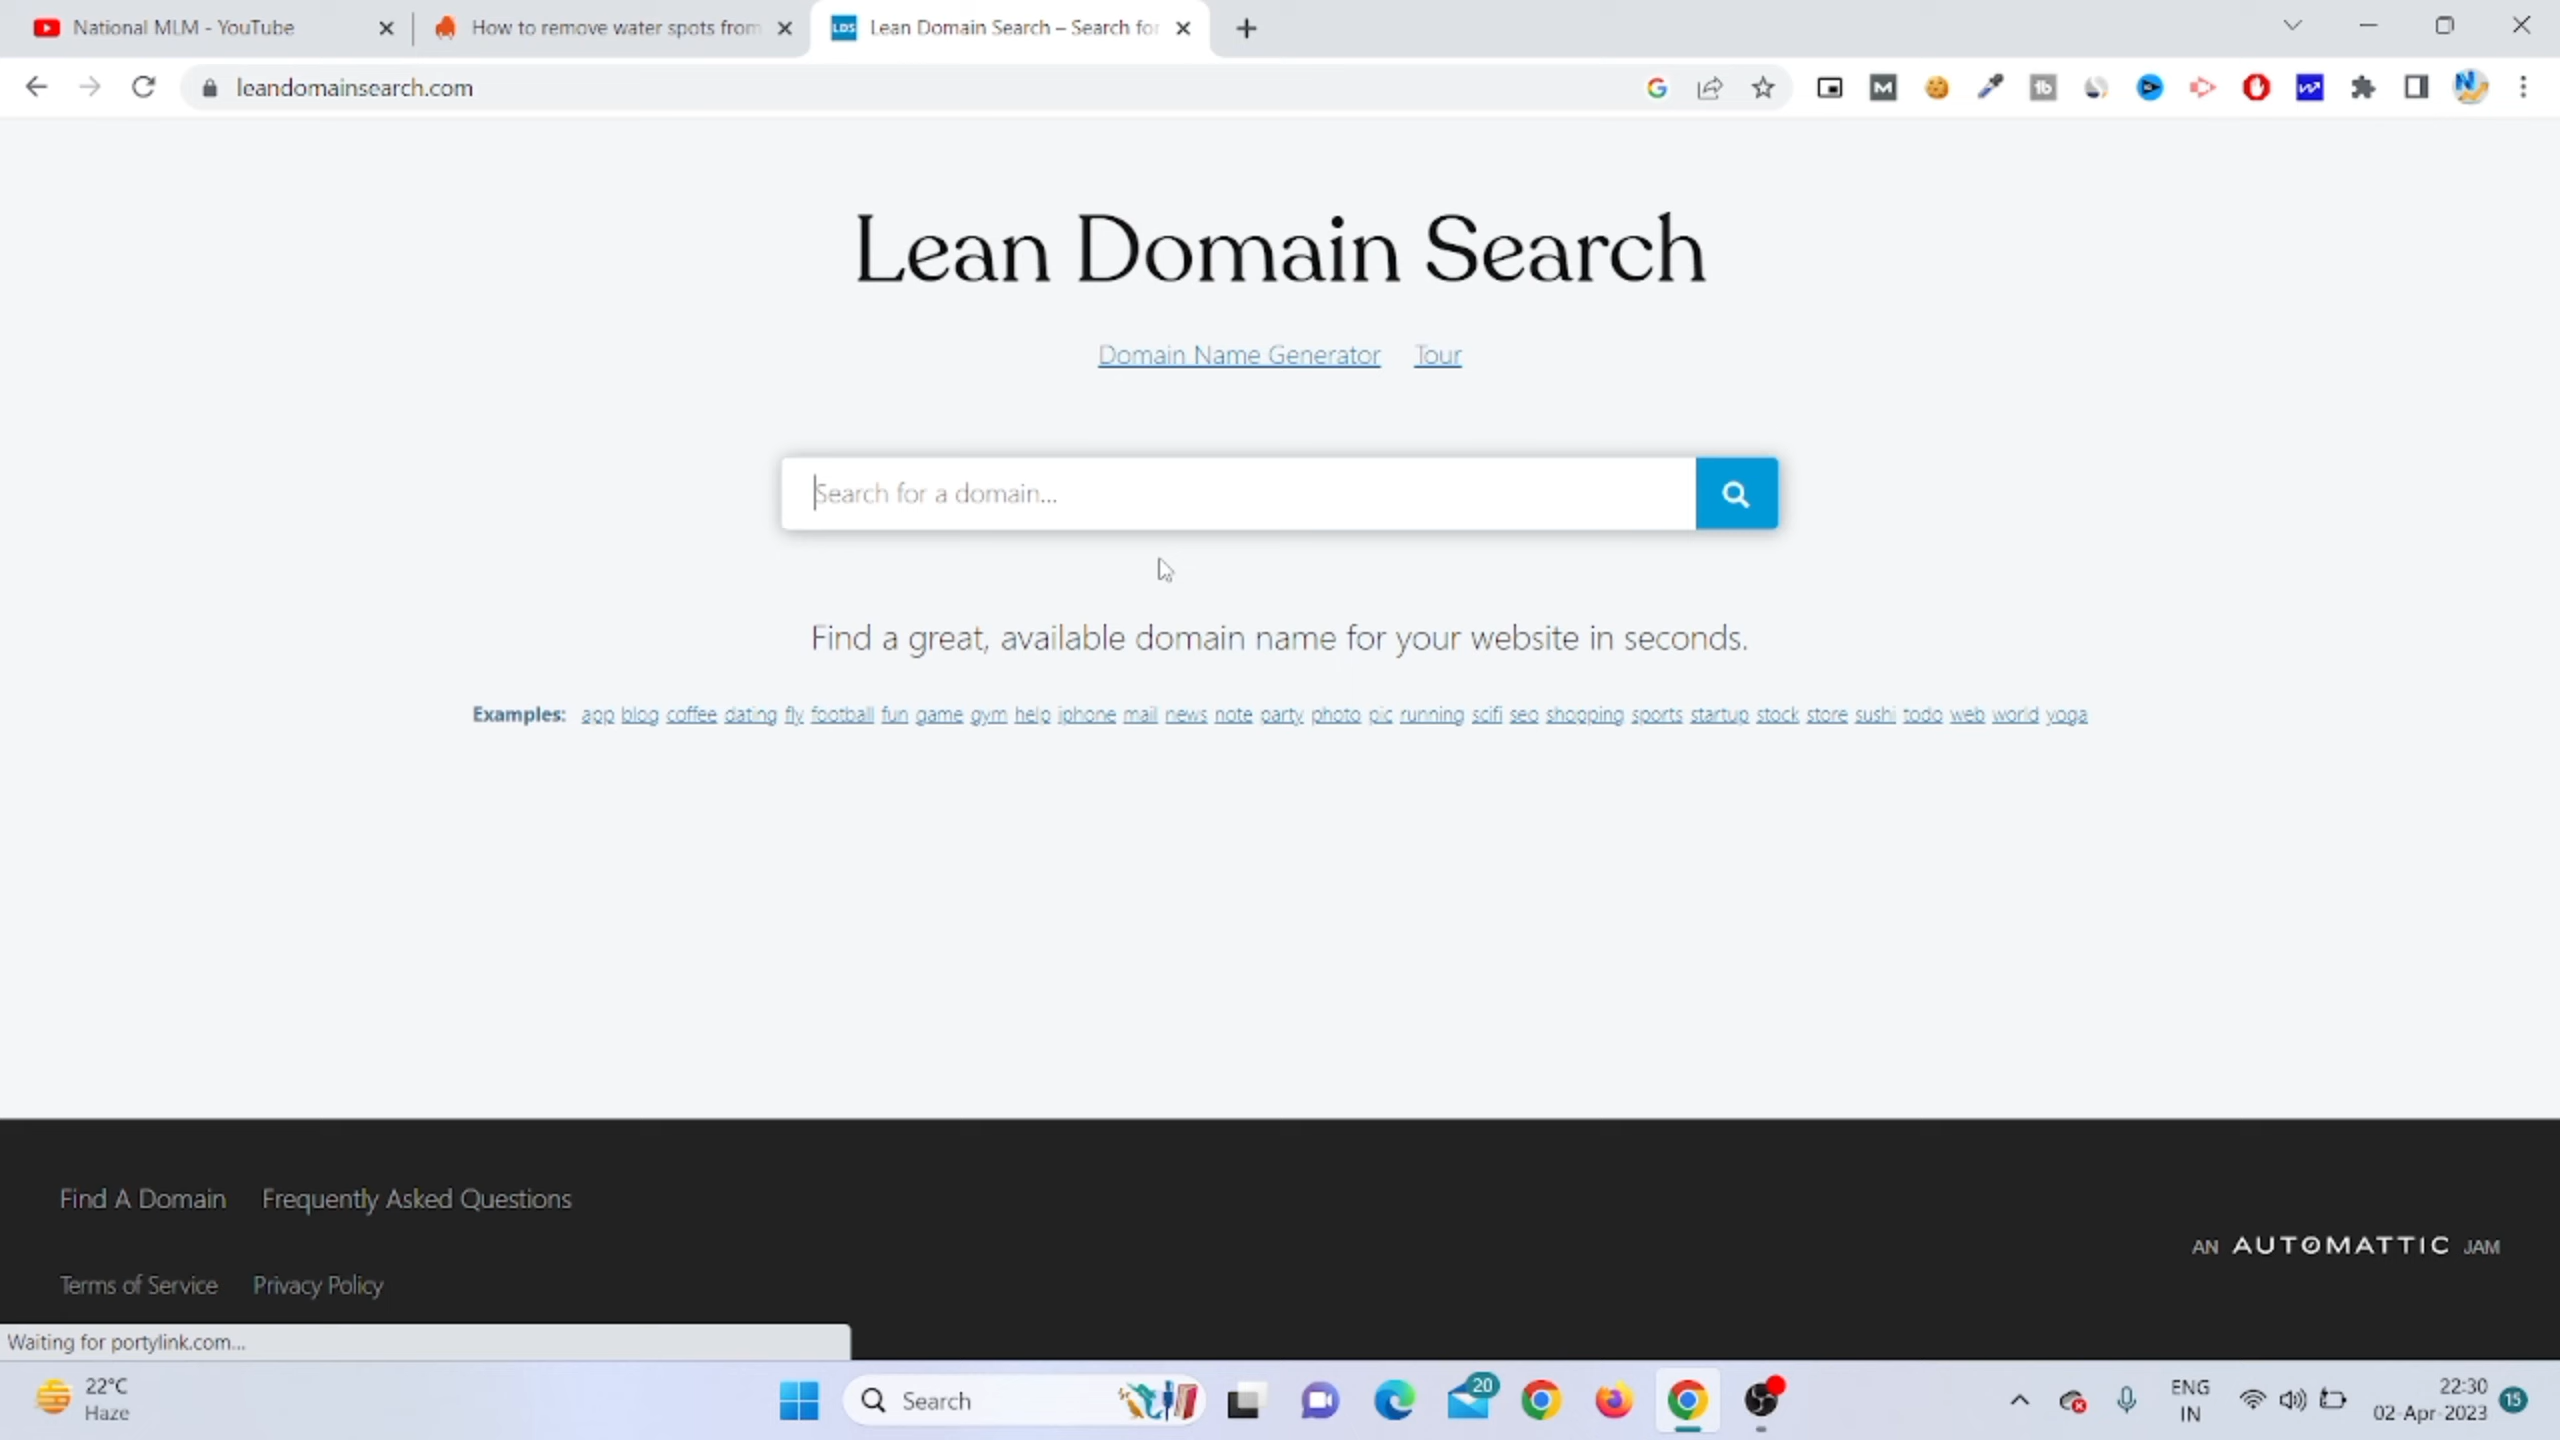 National MLM - YouTube
How to remove water spots from
LDS Lean Domain Search – Search for
leandomainsearch.com
Lean Domain Search
Domain Name Generator Tour
Search for a domain...
Find a great, available domain name for your website in seconds.
Examples: app blog coffee dating fly football fun game gym help iphone mail news note party photo pic running scifi seo shopping sports startup stock store sushi todo web world yoga
Find A Domain Frequently Asked Questions
AN AUTOMATTIC JAM
Terms of Service Privacy Policy
Waiting for portylink.com...
22°C
Haze
Search
20
ENG
IN
22:30
02-Apr-2023
15